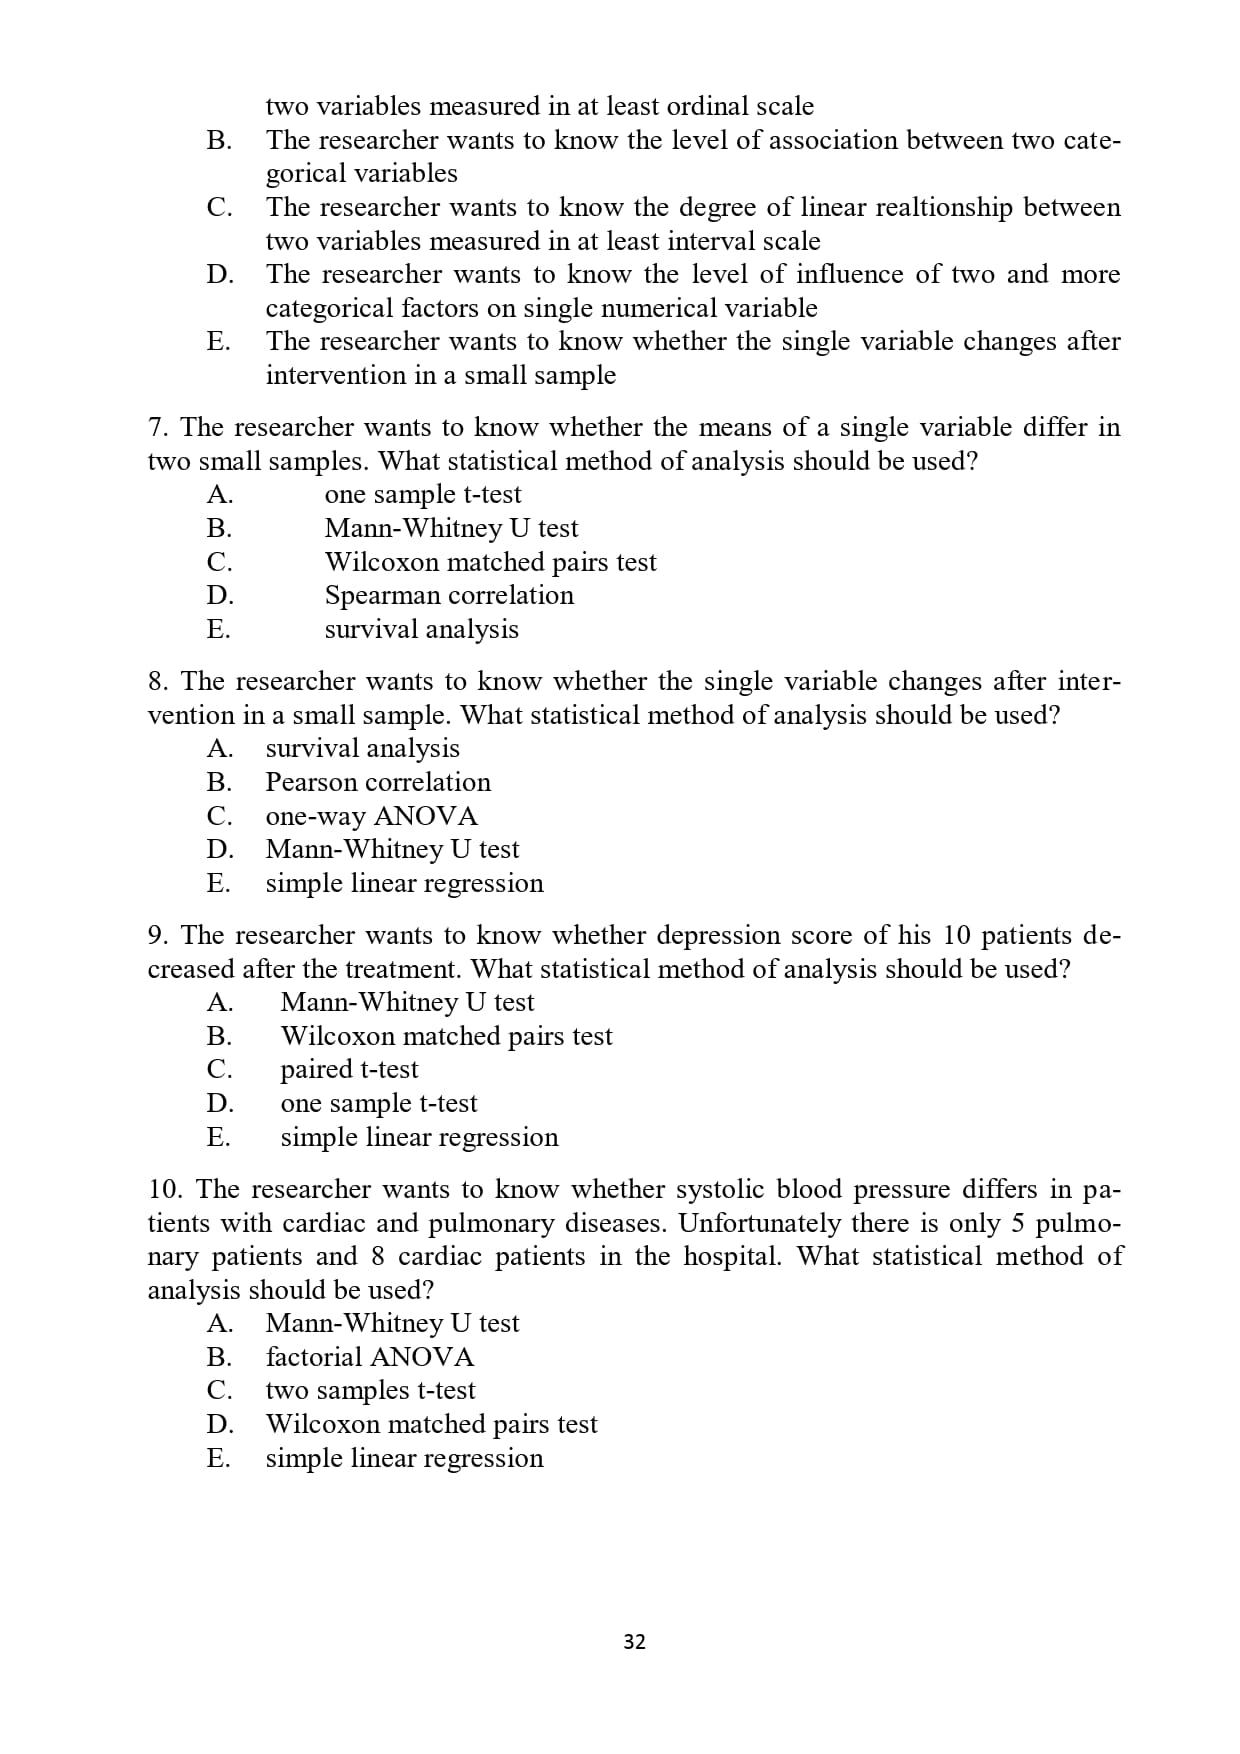 two variables measured in at least ordinal scale
B. The researcher wants to know the level of association between two cate-
gorical variables
C. The researcher wants to know the degree of linear realtionship between
two variables measured in at least interval scale
D. The researcher wants to know the level of influence of two and more
categorical factors on single numerical variable
E. The researcher wants to know whether the single variable changes after
intervention in a small sample
7. The researcher wants to know whether the means of a single variable differ in
two small samples. What statistical method of analysis should be used?
A. one sample t-test
B. Mann-Whitney U test
C. Wilcoxon matched pairs test
D. Spearman correlation
E. survival analysis
8. The researcher wants to know whether the single variable changes after inter-
vention in a small sample. What statistical method of analysis should be used?
A. survival analysis
B. Pearson correlation
C. one-way ANOVA
D. Mann-Whitney U test
E. simple linear regression
9. The researcher wants to know whether depression score of his 10 patients de-
creased after the treatment. What statistical method of analysis should be used?
A. Mann-Whitney U test
B. Wilcoxon matched pairs test
C. paired t-test
D. one sample t-test
E. simple linear regression
10. The researcher wants to know whether systolic blood pressure differs in pa-
tients with cardiac and pulmonary diseases. Unfortunately there is only 5 pulmo-
nary patients and 8 cardiac patients in the hospital. What statistical method of
analysis should be used?
A. Mann-Whitney U test
B. factorial ANOVA
C. two samples t-test
D. Wilcoxon matched pairs test
E. simple linear regression
32